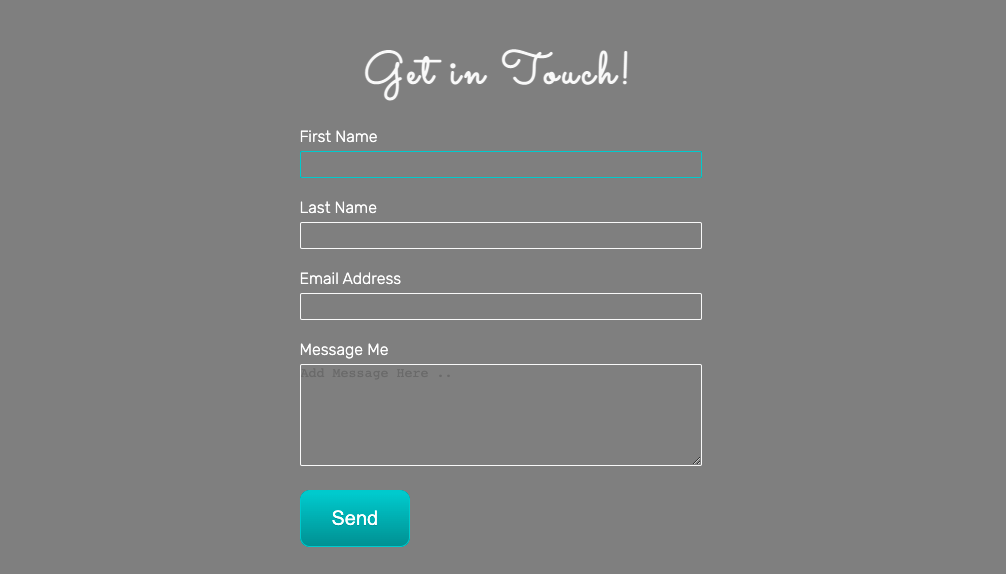 Get in Touch!
First Name
Last Name
Email Address
Message Me
Add Message Here ..
Send